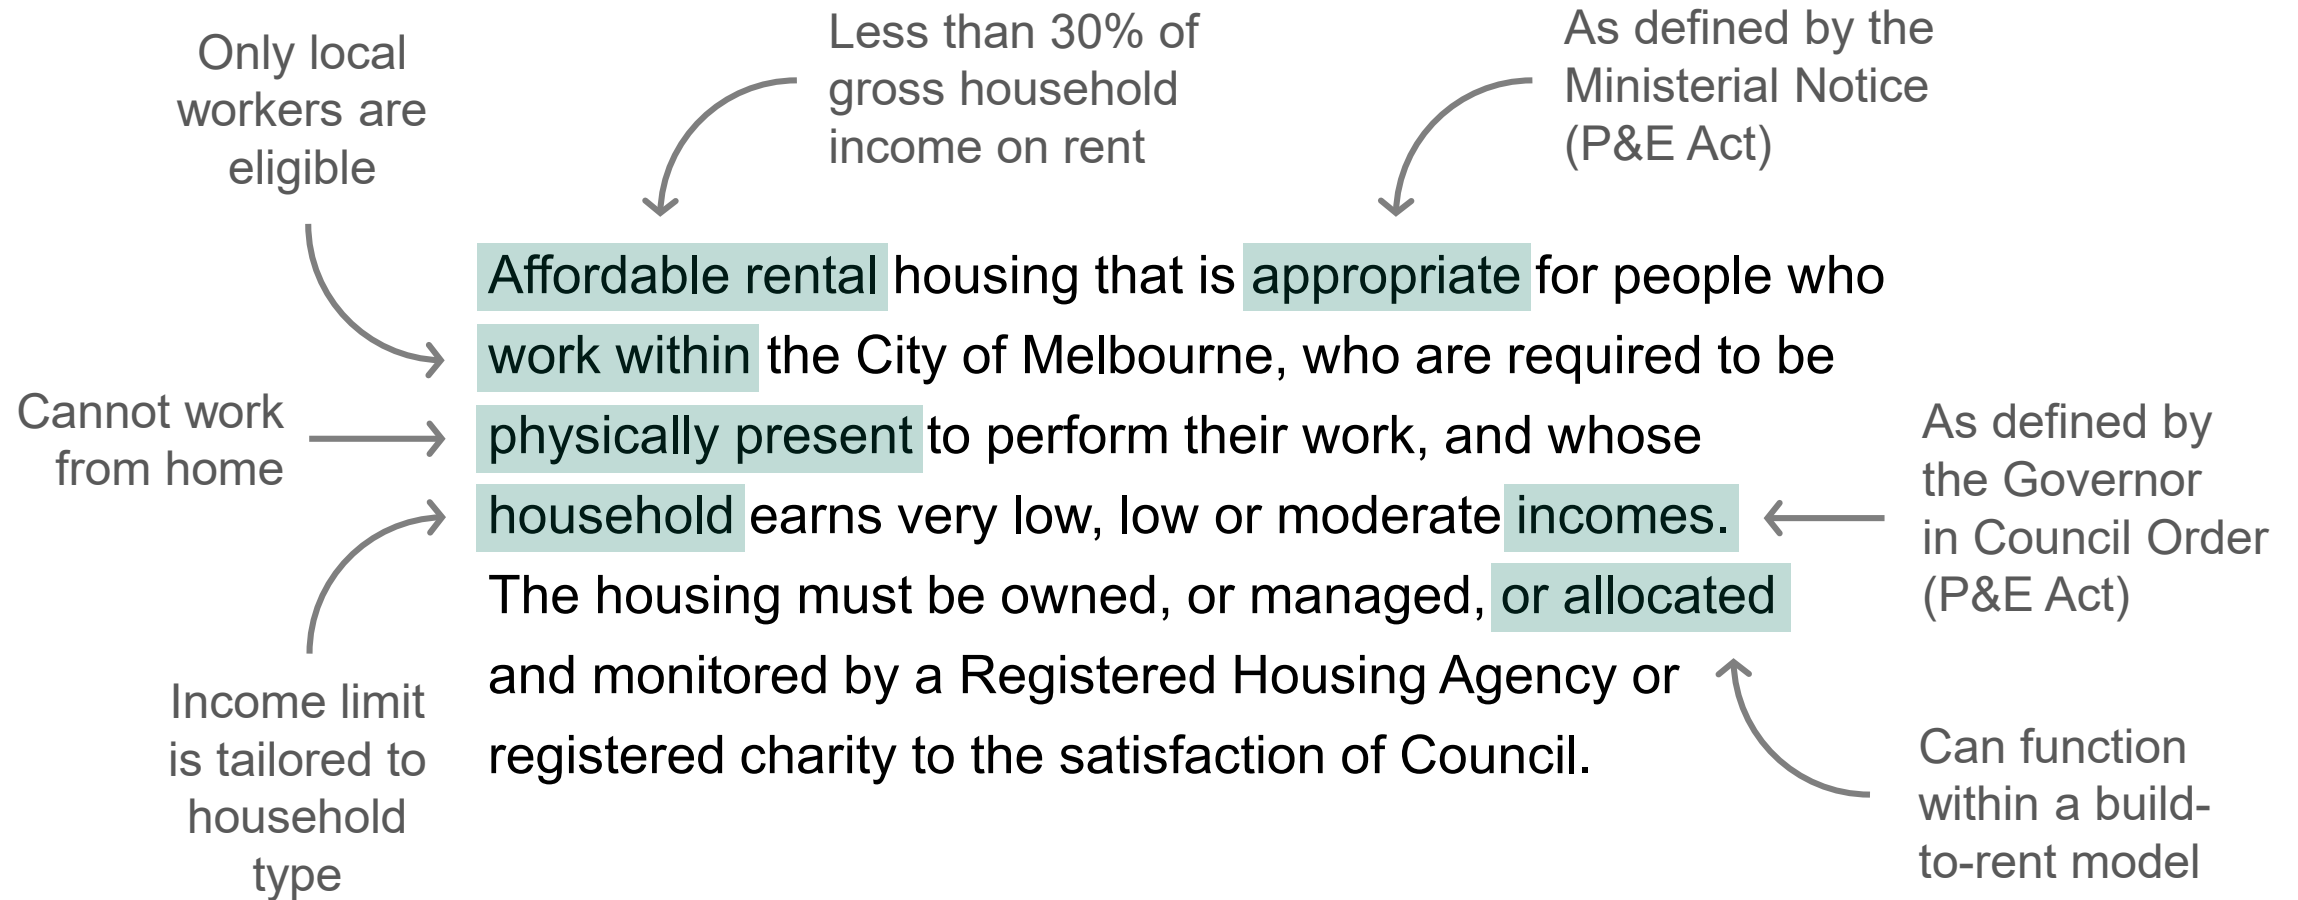 Only local
workers are
eligible
Less than 30% of
gross household
income on rent
As defined by the
Ministerial Notice
(P&E Act)
Affordable rental housing that is appropriate for people who
work within the City of Melbourne, who are required to be
physically present to perform their work, and whose
household earns very low, low or moderate incomes.
The housing must be owned, or managed, or allocated
and monitored by a Registered Housing Agency or
registered charity to the satisfaction of Council.
Cannot work
from home
Income limit
is tailored to
household
type
As defined by
the Governor
in Council Order
(P&E Act)
Can function
within a build-
to-rent model